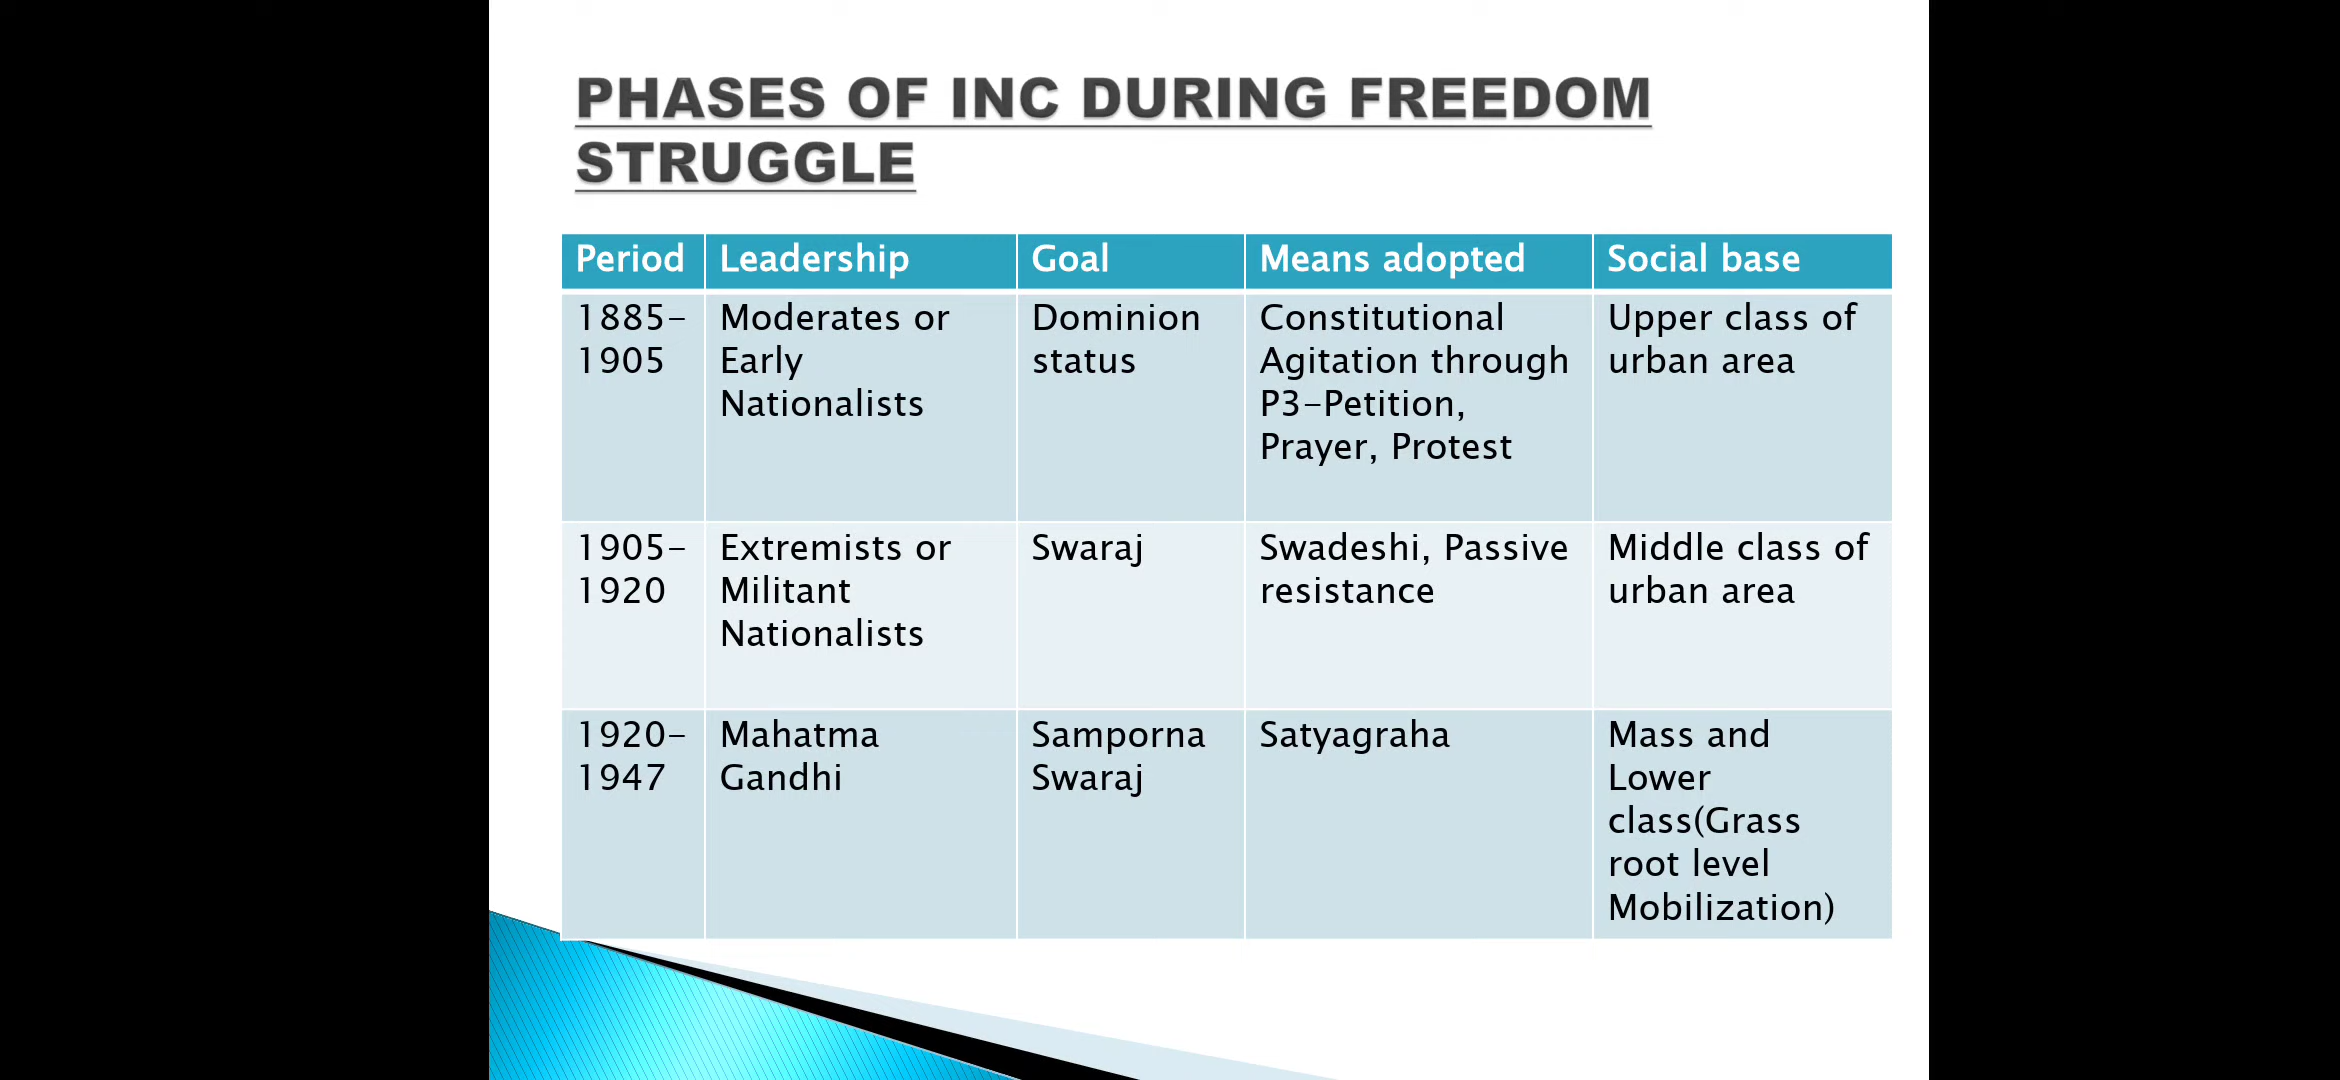 PHASES OF INC DURING FREEDOM
STRUGGLE
Period Leadership Goal Means adopted Social base
1885-
1905
Moderates or
Early
Nationalists
Dominion
status
Constitutional
Agitation through
P3-Petition,
Prayer, Protest
Upper class of
urban area
1905-
1920
Extremists or
Militant
Nationalists
Swaraj
Swadeshi, Passive
resistance
Middle class of
urban area
1920-
1947
Mahatma
Gandhi
Samporna
Swaraj
Satyagraha
Mass and
Lower
class(Grass
root level
Mobilization)